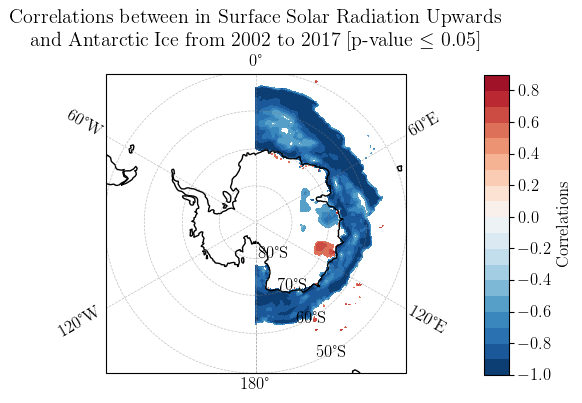 Correlations between in Surface Solar Radiation Upwards
and Antarctic Ice from 2002 to 2017 [p-value ≤ 0.05]
0°
60°W
60°E
80°S
70°S
60°S
50°S
120°W
120°E
180°
0.8
0.6
0.4
0.2
0.0
−0.2
−0.4
−0.6
−0.8
−1.0
Correlations